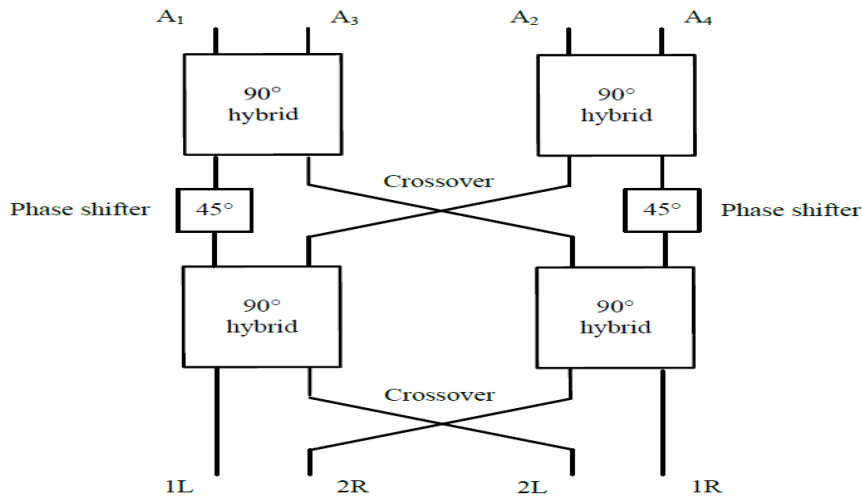 A₁ A₃ A₂ A₄
90° hybrid
90° hybrid
Crossover
Phase shifter 45°
45° Phase shifter
90° hybrid
90° hybrid
Crossover
1L 2R 2L 1R